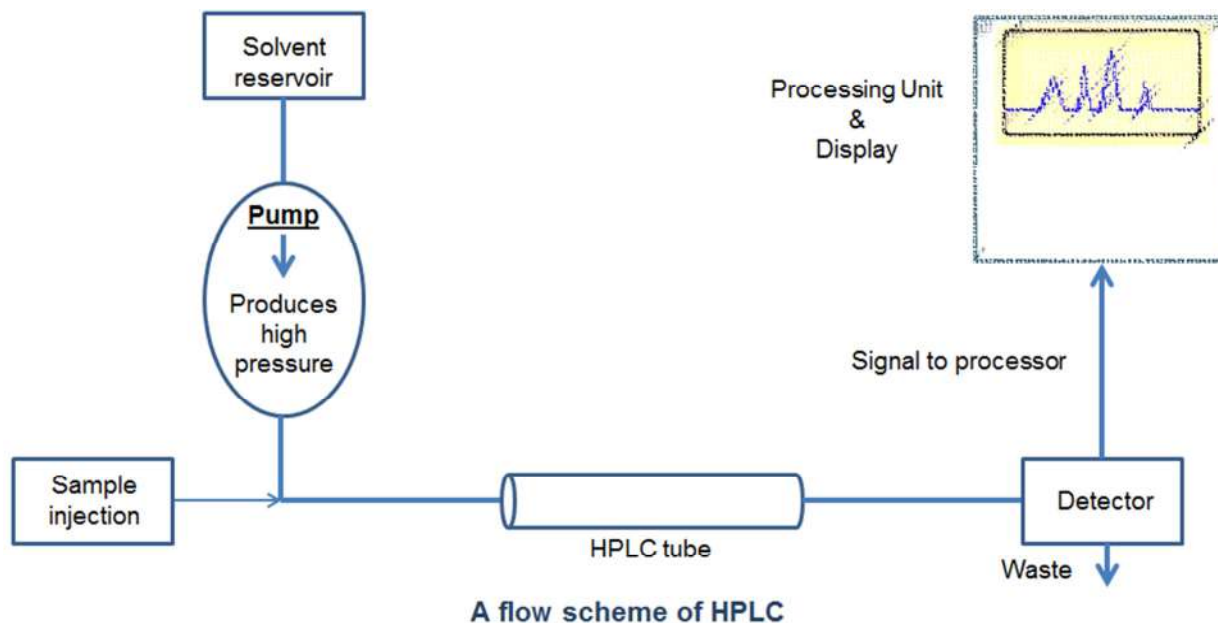 Solvent
reservoir
Processing Unit
&
Display
Pump
Produces
high
pressure
Signal to processor
Sample
injection
Detector
HPLC tube
Waste
A flow scheme of HPLC